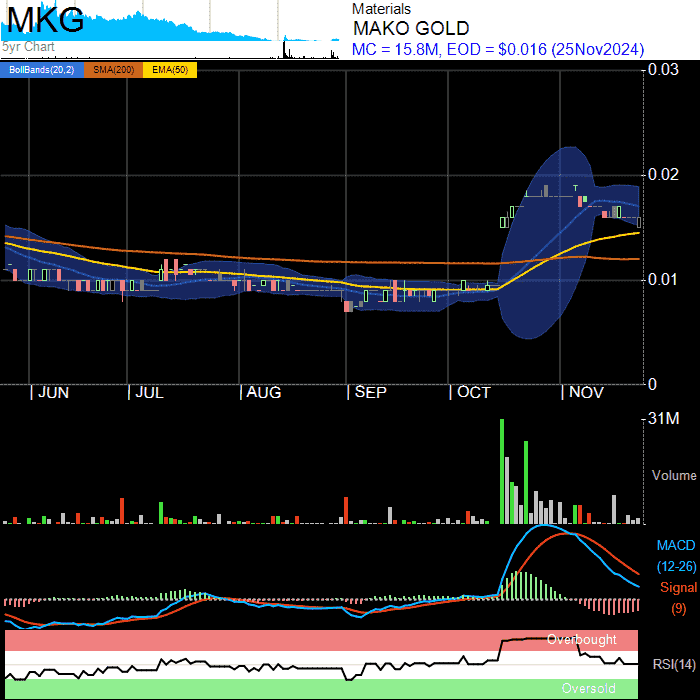 MKG
5yr Chart
Materials
MAKO GOLD
MC = 15.8M, EOD = $0.016 (25Nov2024)
BollBands(20,2) SMA(200) EMA(50)
0.03
0.02
0.01
0
JUN JUL AUG SEP OCT NOV
31M
Volume
MACD
(12-26)
Signal
(9)
Overbought
RSI(14)
Oversold